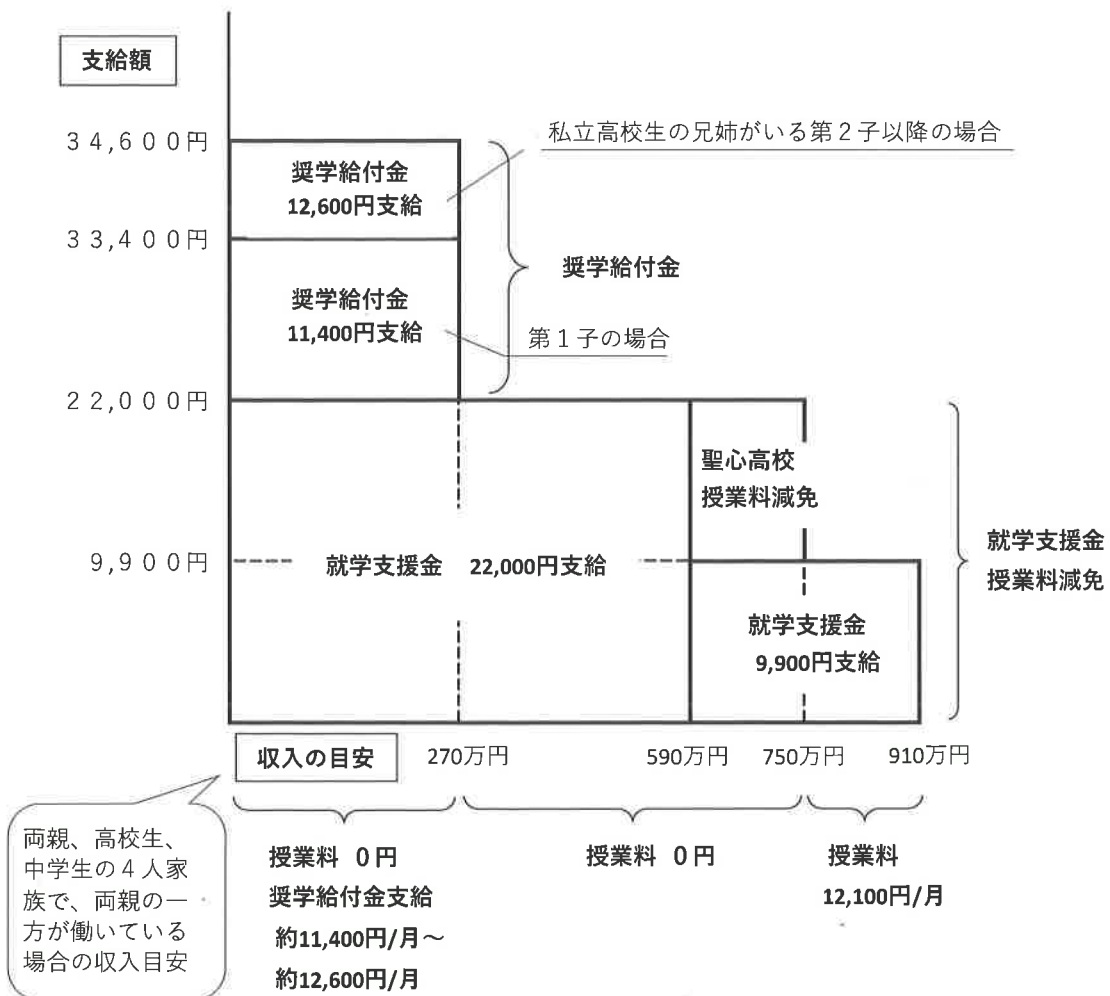 支給額
３４,６００円
私立高校生の兄姉がいる第２子以降の場合
奨学給付金
12,600円支給
３３,４００円
奨学給付金
奨学給付金
11,400円支給
第１子の場合
２２,０００円
聖心高校
授業料減免
９,９００円
就学支援金　22,000円支給
就学支援金
授業料減免
就学支援金
9,900円支給
収入の目安
270万円
590万円
750万円
910万円
両親、高校生、
中学生の４人家
族で、両親の一
方が働いている
場合の収入目安
授業料 ０円
奨学給付金支給
約11,400円/月～
約12,600円/月
授業料 ０円
授業料
12,100円/月